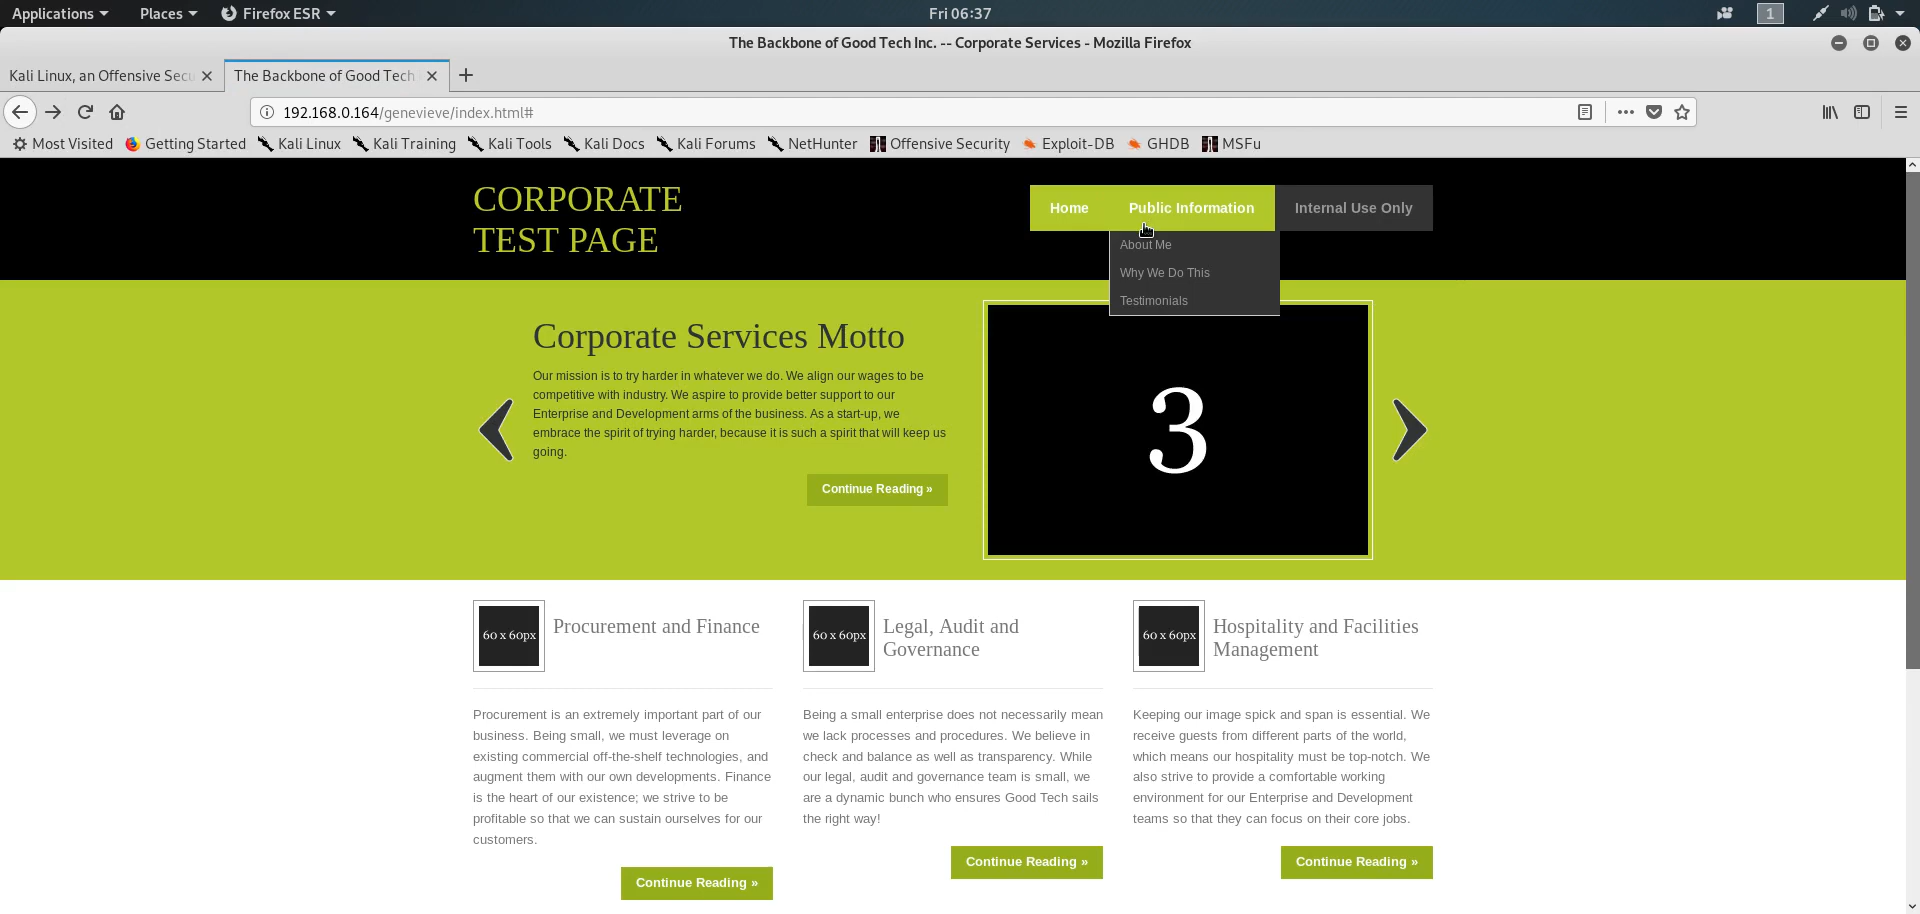 Applications Places Firefox ESR Fri 06:37 1
The Backbone of Good Tech Inc. -- Corporate Services - Mozilla Firefox
Kali Linux, an Offensive Secu The Backbone of Good Tech
192.168.0.164/genevieve/index.html#
Most Visited Getting Started Kali Linux Kali Training Kali Tools Kali Docs Kali Forums NetHunter Offensive Security Exploit-DB GHDB MSFu
CORPORATE
TEST PAGE
Home Public Information Internal Use Only
About Me
Why We Do This
Testimonials
Corporate Services Motto
Our mission is to try harder in whatever we do. We align our wages to be
competitive with industry. We aspire to provide better support to our
Enterprise and Development arms of the business. As a start-up, we
embrace the spirit of trying harder, because it is such a spirit that will keep us
going.
Continue Reading »
3
60 x 60px Procurement and Finance
Procurement is an extremely important part of our
business. Being small, we must leverage on
existing commercial off-the-shelf technologies, and
augment them with our own developments. Finance
is the heart of our existence; we strive to be
profitable so that we can sustain ourselves for our
customers.
Continue Reading »
60 x 60px Legal, Audit and
Governance
Being a small enterprise does not necessarily mean
we lack processes and procedures. We believe in
check and balance as well as transparency. While
our legal, audit and governance team is small, we
are a dynamic bunch who ensures Good Tech sails
the right way!
Continue Reading »
60 x 60px Hospitality and Facilities
Management
Keeping our image spick and span is essential. We
receive guests from different parts of the world,
which means our hospitality must be top-notch. We
also strive to provide a comfortable working
environment for our Enterprise and Development
teams so that they can focus on their core jobs.
Continue Reading »